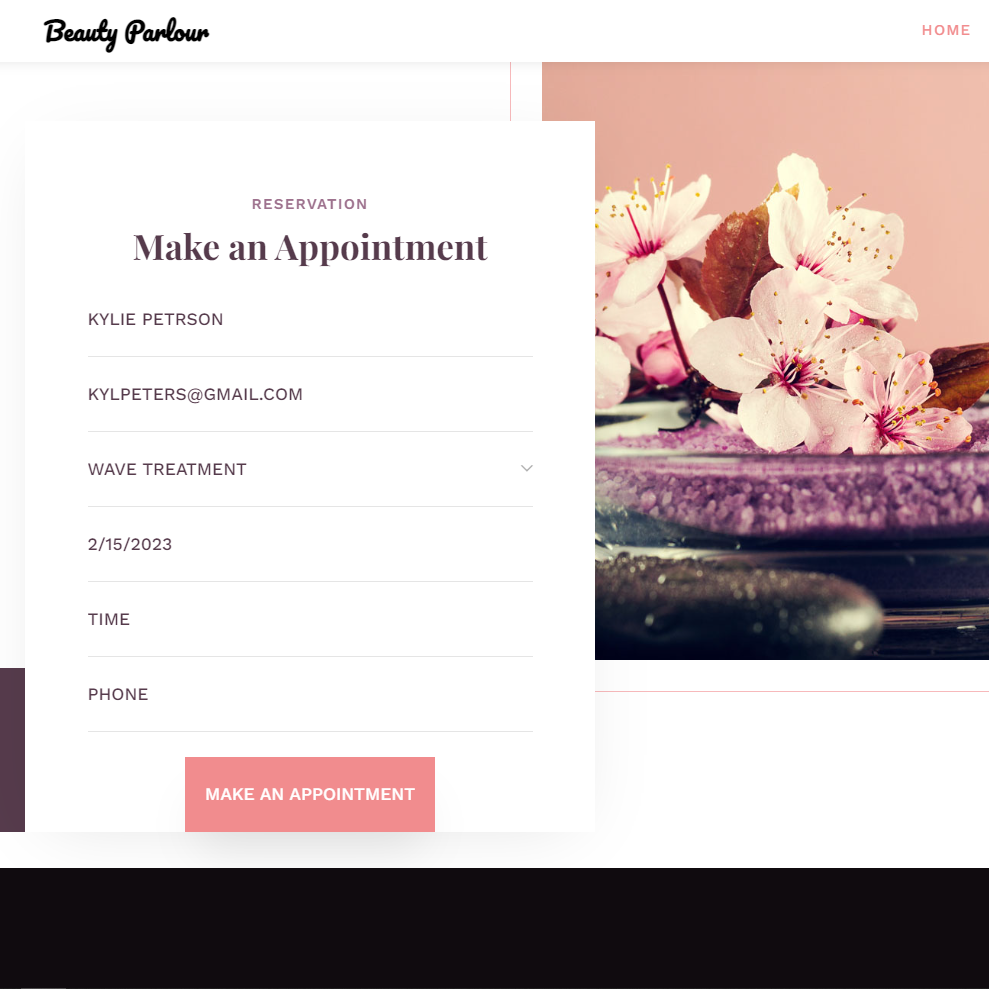 Beauty Parlour
HOME
RESERVATION
Make an Appointment
KYLIE PETRSON
KYLPETERS@GMAIL.COM
WAVE TREATMENT
2/15/2023
TIME
PHONE
MAKE AN APPOINTMENT